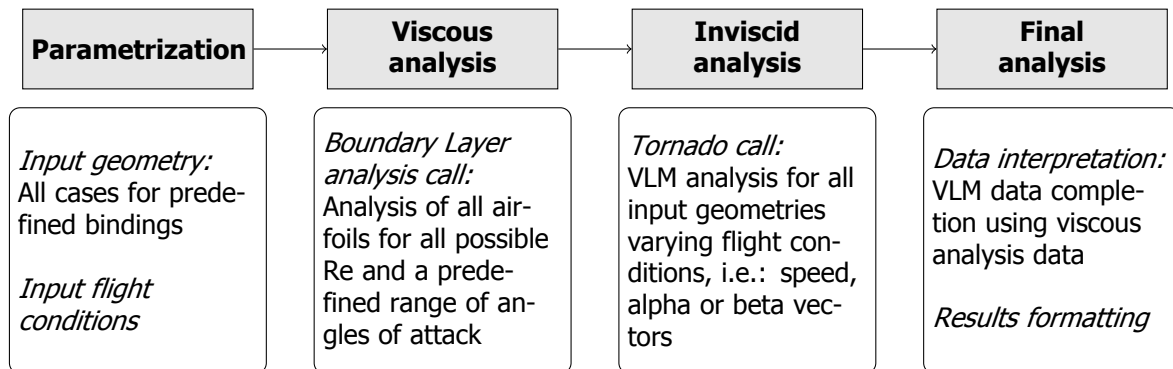 Parametrization
Viscous
analysis
Inviscid
analysis
Final
analysis
Input geometry:
All cases for prede-
fined bindings
Input flight
conditions
Boundary Layer
analysis call:
Analysis of all air-
foils for all possible
Re and a prede-
fined range of an-
gles of attack
Tornado call:
VLM analysis for all
input geometries
varying flight con-
ditions, i.e.: speed,
alpha or beta vec-
tors
Data interpretation:
VLM data comple-
tion using viscous
analysis data
Results formatting